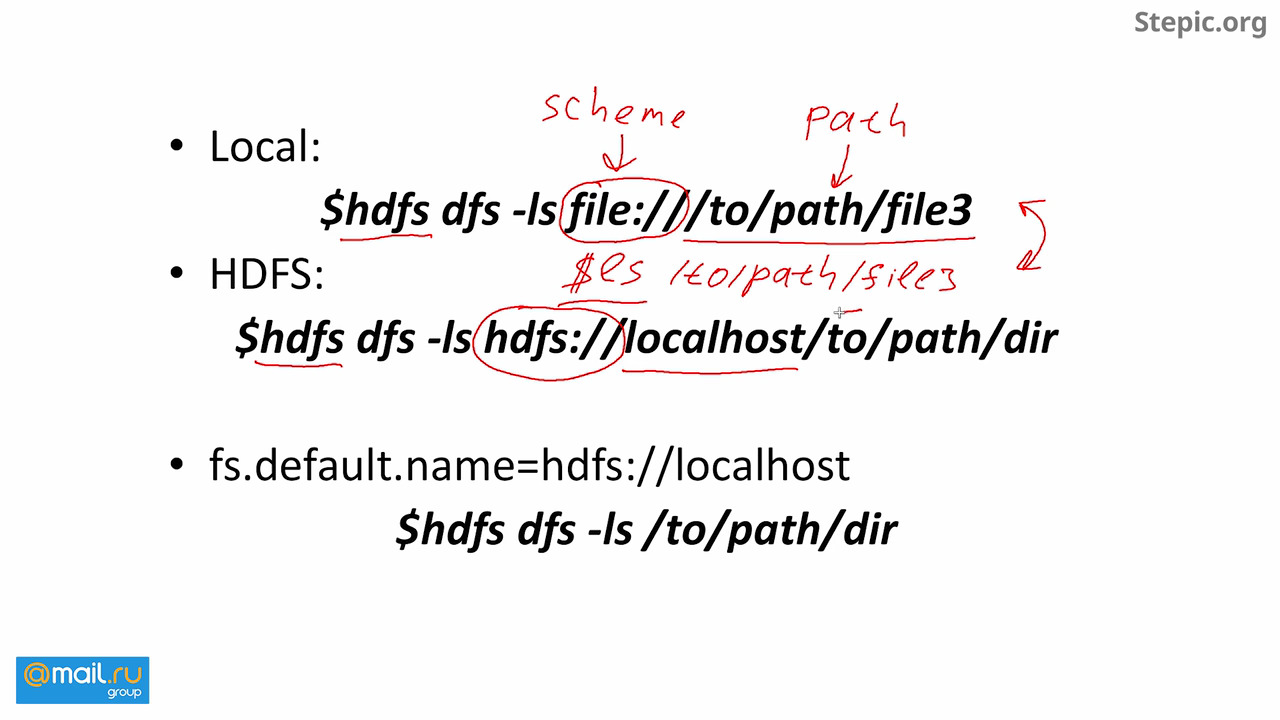 Stepic.org
scheme
path
• Local:
$hdfs dfs -ls file:///to/path/file3
• HDFS:
$ls /to/path/file3
$hdfs dfs -ls hdfs://localhost/to/path/dir
• fs.default.name=hdfs://localhost
$hdfs dfs -ls /to/path/dir
@mail.ru
group